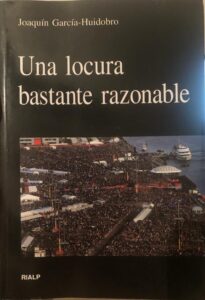 Joaquín García-Huidobro
Una locura
bastante razonable
RIALP